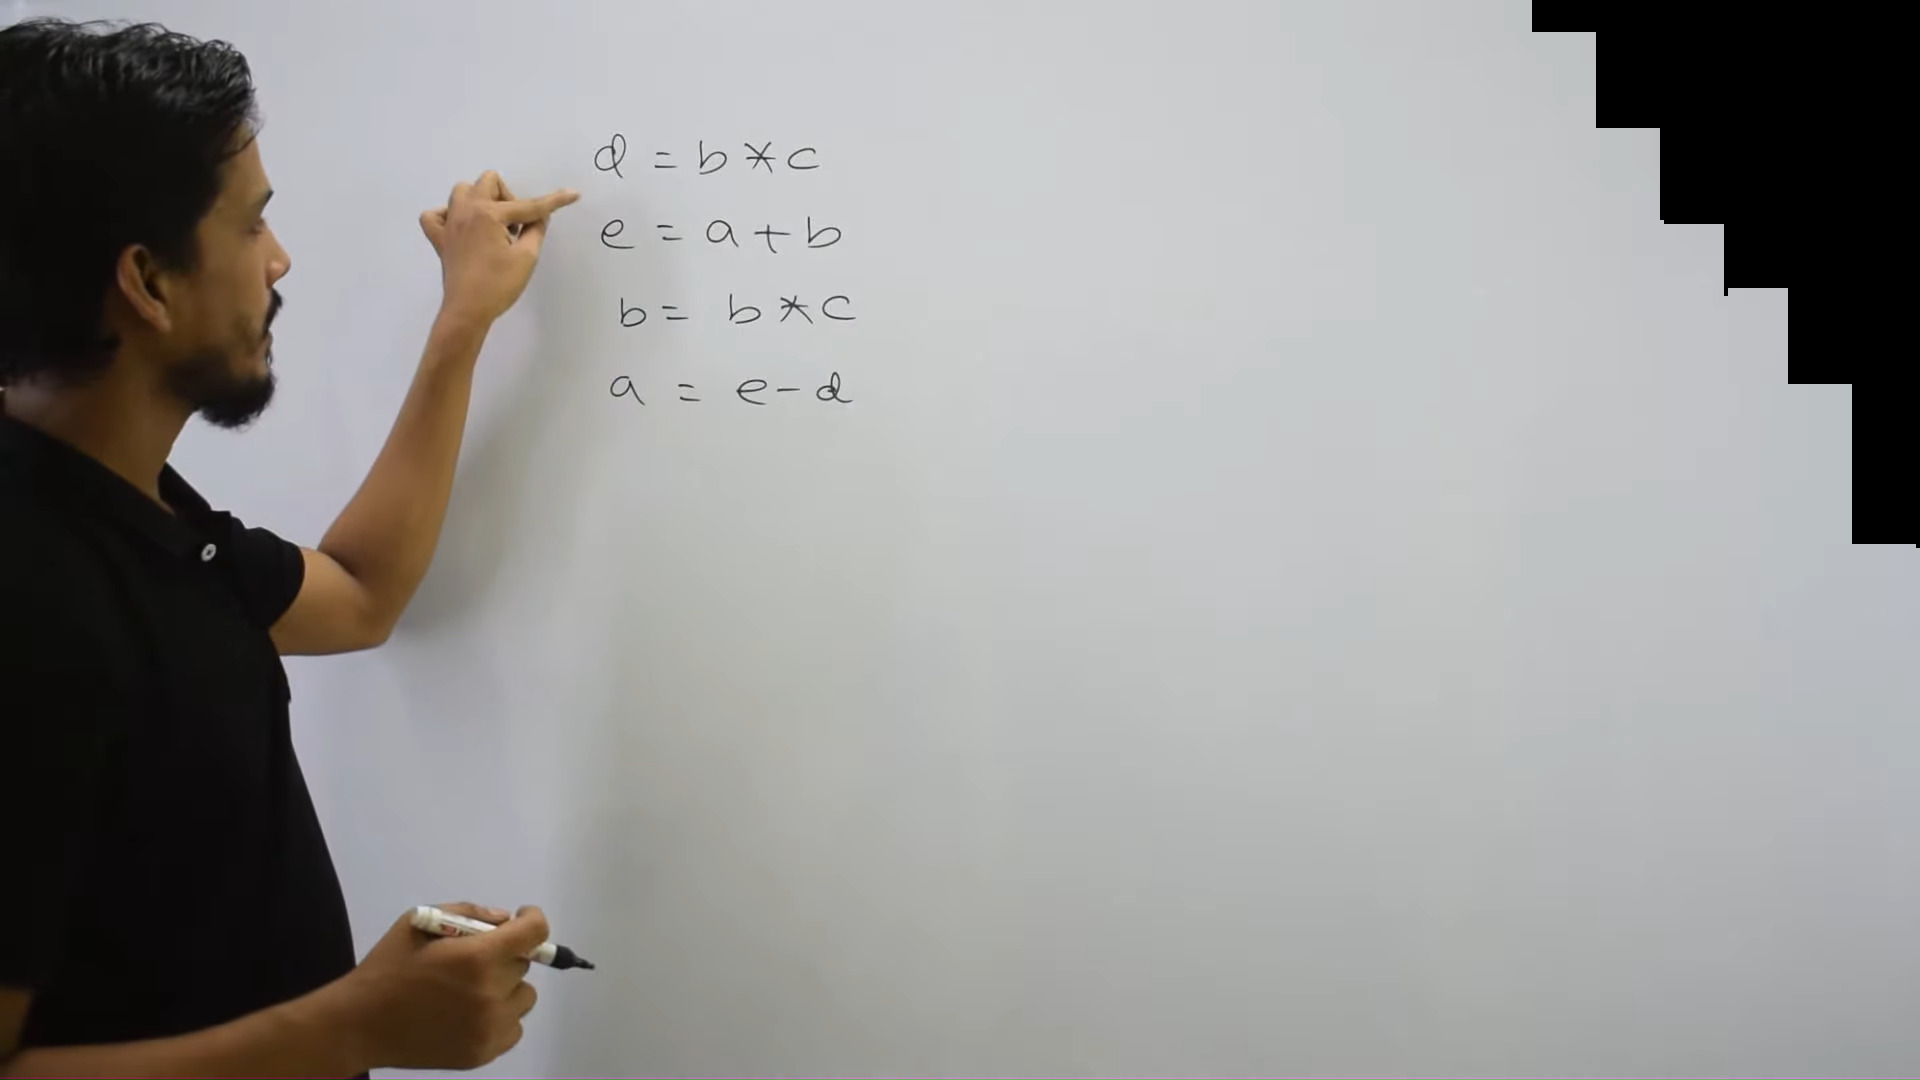 d = b * c
e = a + b
b = b * c
a = e - d